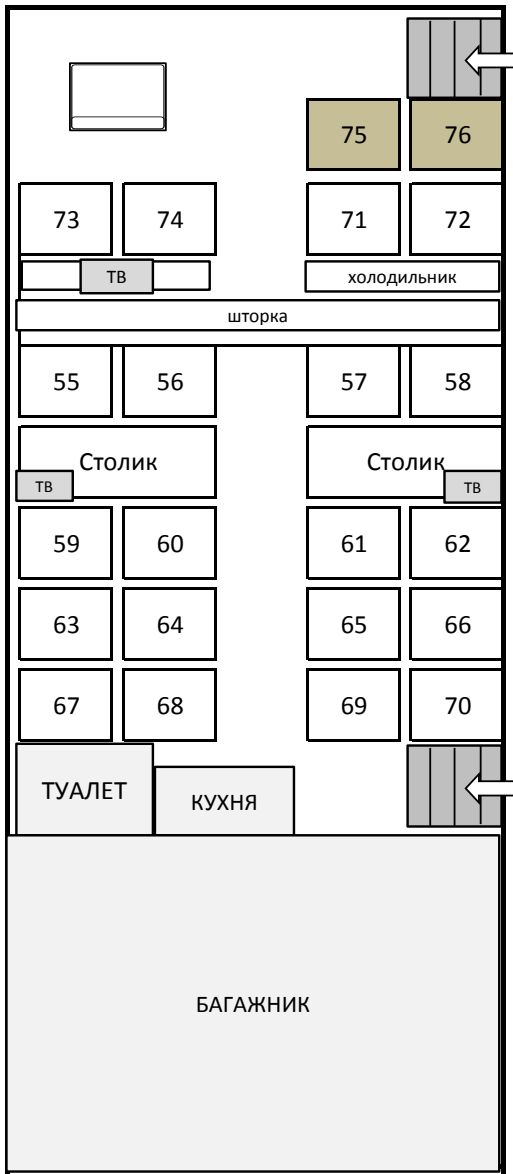 75 76
73 74 71 72
ТВ холодильник
шторка
55 56 57 58
Столик Столик
ТВ ТВ
59 60 61 62
63 64 65 66
67 68 69 70
ТУАЛЕТ КУХНЯ
БАГАЖНИК